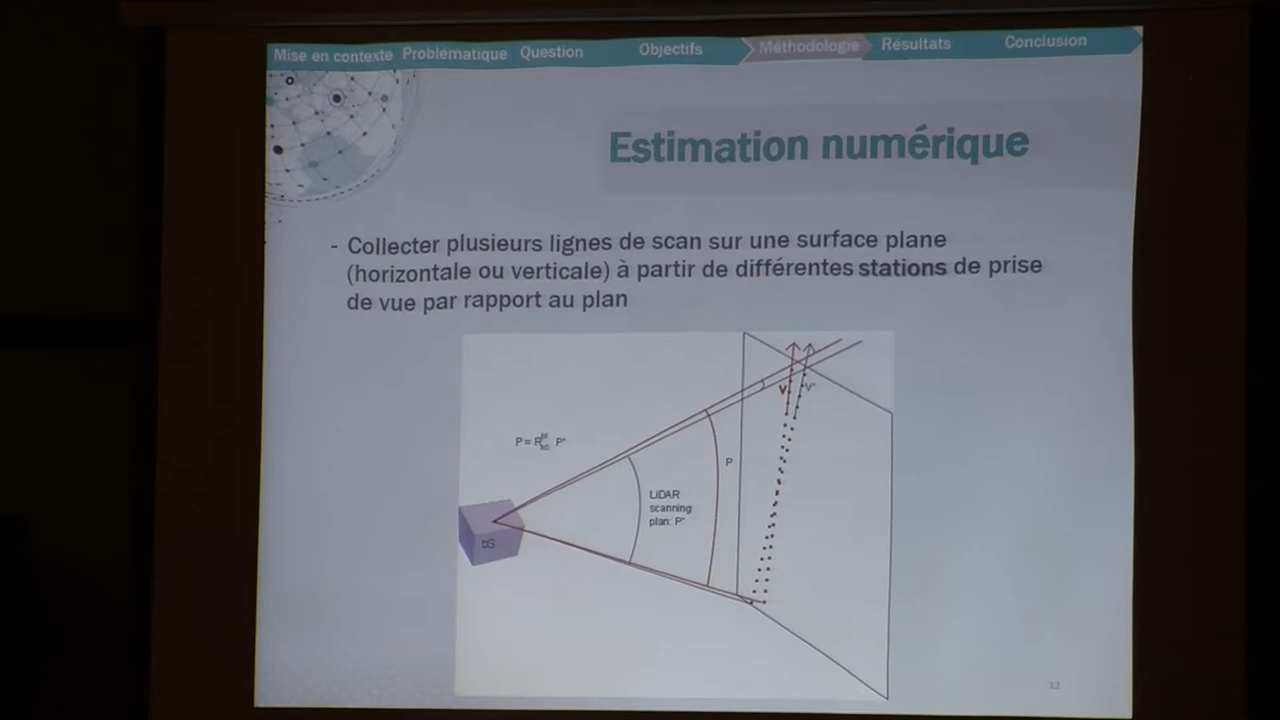 Mise en contexte Problématique Question Objectifs Méthodologie Résultats Conclusion
Estimation numérique
- Collecter plusieurs lignes de scan sur une surface plane
(horizontale ou verticale) à partir de différentes stations de prise
de vue par rapport au plan
V V'
P
LiDAR
scanning
plan: P'
bS
12